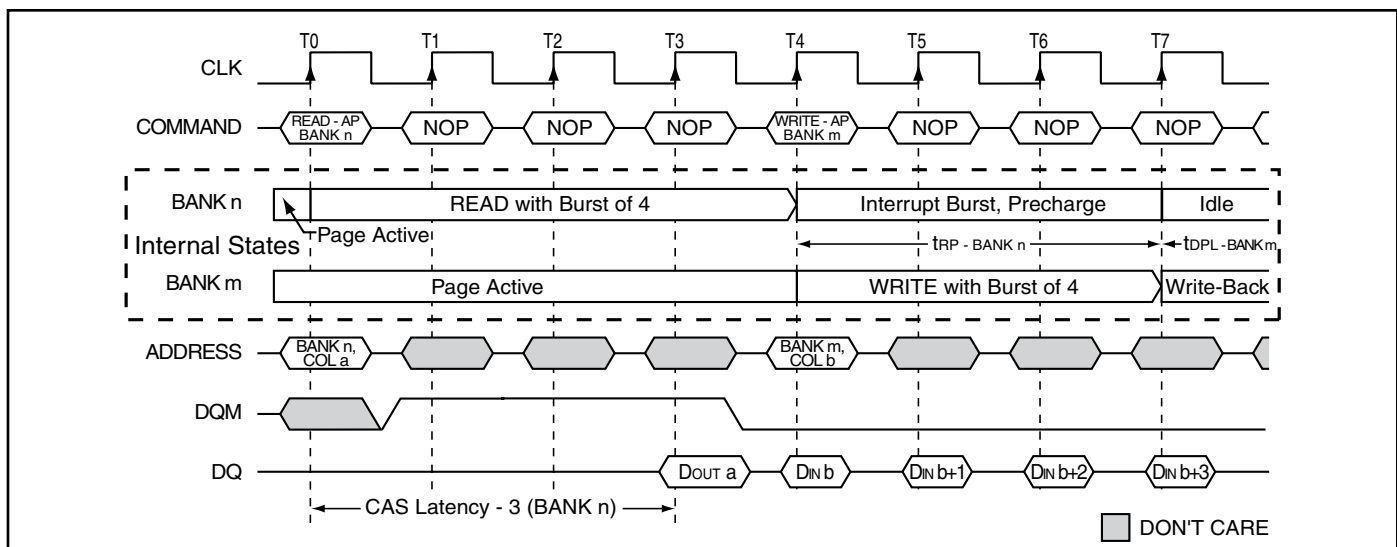 T0 T1 T2 T3 T4 T5 T6 T7
CLK
COMMAND READ - AP NOP NOP NOP WRITE - AP NOP NOP NOP
BANK n BANK m
BANK n READ with Burst of 4 Interrupt Burst, Precharge Idle
Page Active
Internal States tRP - BANK n tDPL - BANK m
BANK m Page Active WRITE with Burst of 4 Write-Back
ADDRESS BANK n, BANK m,
COL a COL b
DQM
DQ DOUT a DIN b DIN b+1 DIN b+2 DIN b+3
CAS Latency - 3 (BANK n)
DON'T CARE